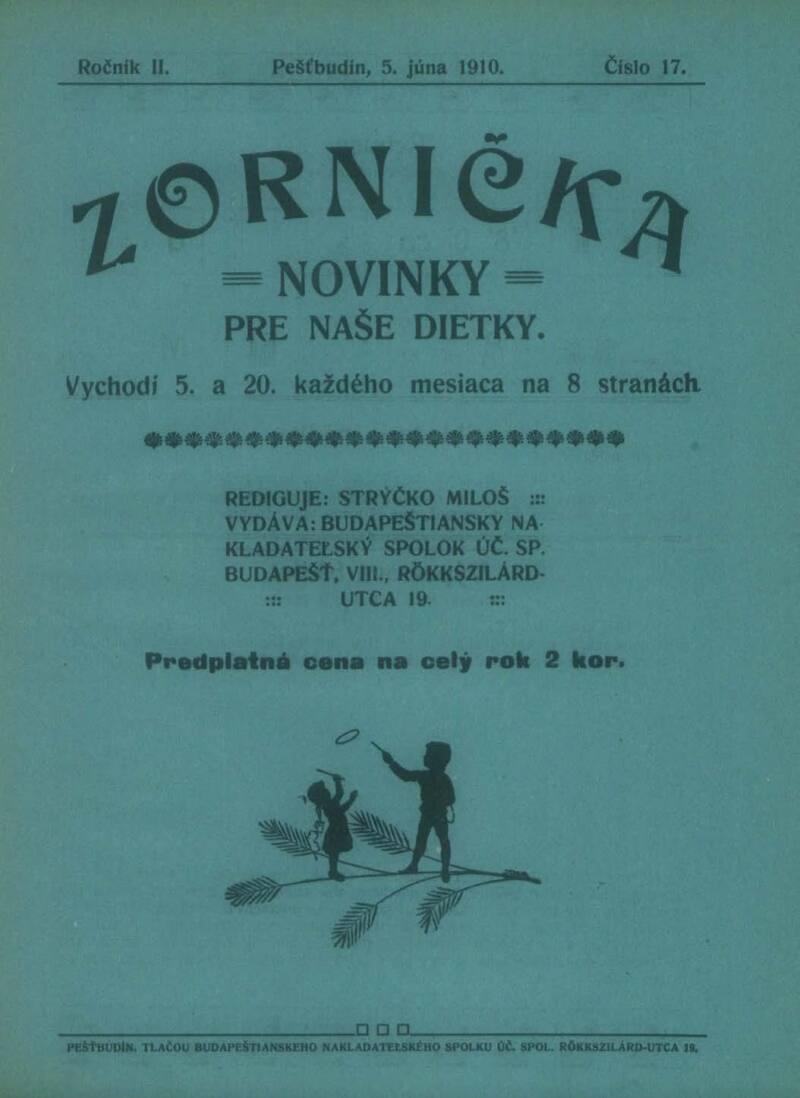 Ročník II. Pešťbudín, 5. júna 1910. Číslo 17.
ZORNIČKA
NOVINKY
PRE NAŠE DIETKY.
Vychodí 5. a 20. každého mesiaca na 8 stranách
REDIGUJE: STRÝČKO MILOŠ :::
VYDÁVA: BUDAPEŠTIANSKY NA-
KLADATEĽSKÝ SPOLOK ÚČ. SP.
BUDAPEŠŤ, VIII., RÖKKSZILÁRD-
::: UTCA 19. :::
Predplatná cena na celý rok 2 kor.
PEŠŤBUDÍN. TLAČOU BUDAPEŠTIANSKEHO NAKLADATEĽSKÉHO SPOLKU ÚČ. SPOL. RÖKKSZILÁRD-UTCA 19.